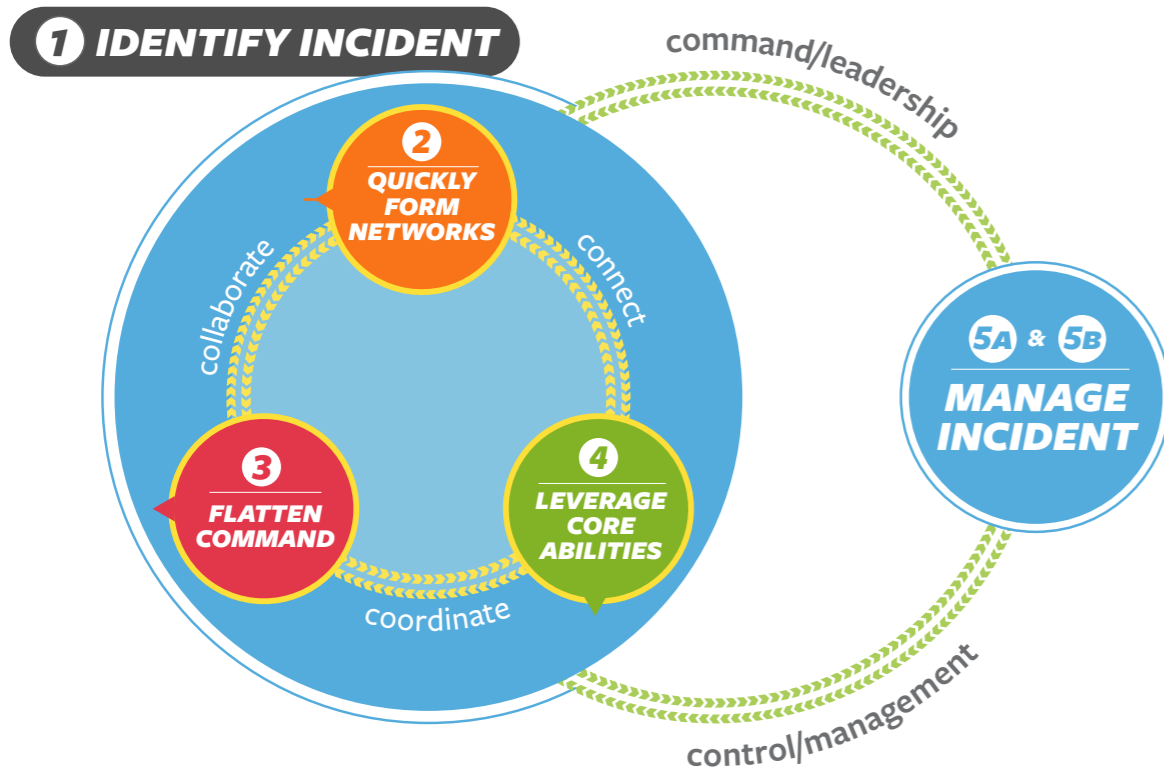 1 IDENTIFY INCIDENT
command/leadership
2
QUICKLY
FORM
NETWORKS
collaborate
connect
3
FLATTEN
COMMAND
4
LEVERAGE
CORE
ABILITIES
coordinate
5A & 5B
MANAGE
INCIDENT
control/management